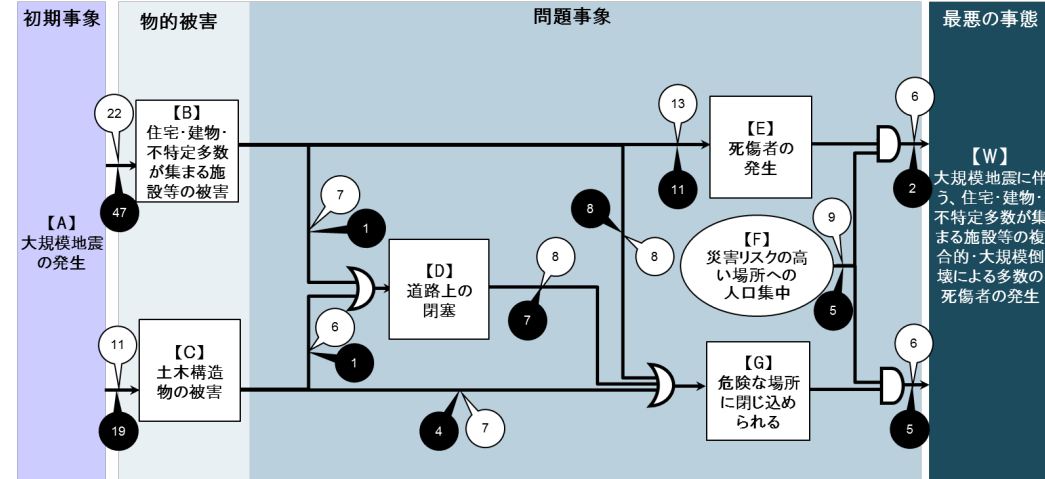 初期事象
物的被害
問題事象
最悪の事態
【A】
大規模地震
の発生
22
47
【B】
住宅・建物・
不特定多数
が集まる施
設等の被害
11
19
【C】
土木構造
物の被害
7
1
6
1
【D】
道路上の
閉塞
8
7
4
7
13
11
8
8
【E】
死傷者の
発生
【F】
災害リスクの高
い場所への
人口集中
9
5
【G】
危険な場所
に閉じ込め
られる
6
2
6
5
【W】
大規模地震に伴
う、住宅・建物・
不特定多数が集
まる施設等の複
合的・大規模倒
壊による多数の
死傷者の発生